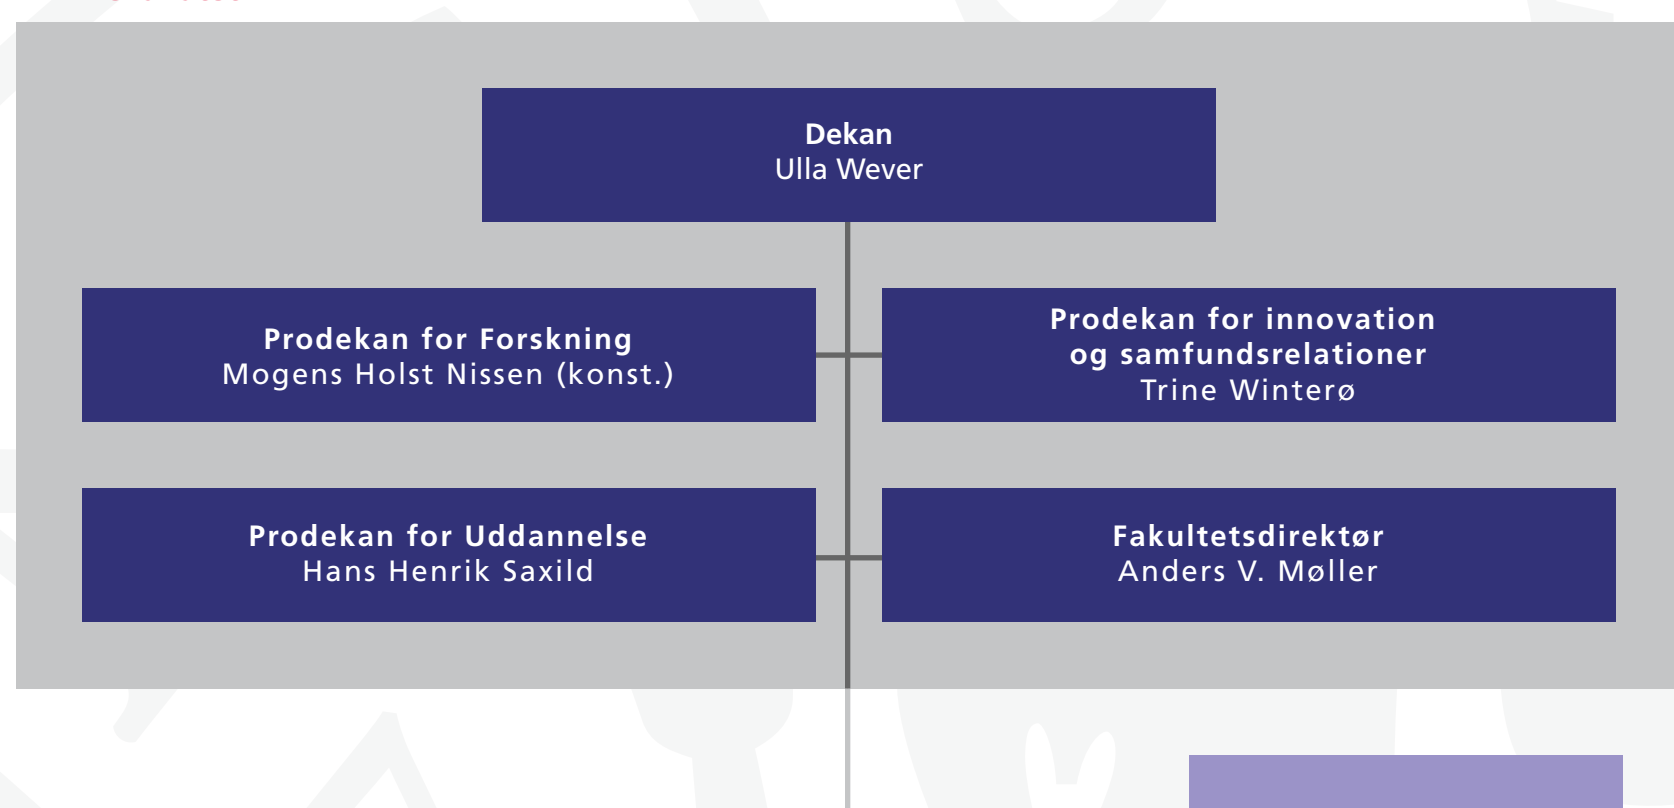 Dekan
Ulla Wever
Prodekan for Forskning
Mogens Holst Nissen (konst.)
Prodekan for innovation
og samfundsrelationer
Trine Winterø
Prodekan for Uddannelse
Hans Henrik Saxild
Fakultetsdirektør
Anders V. Møller